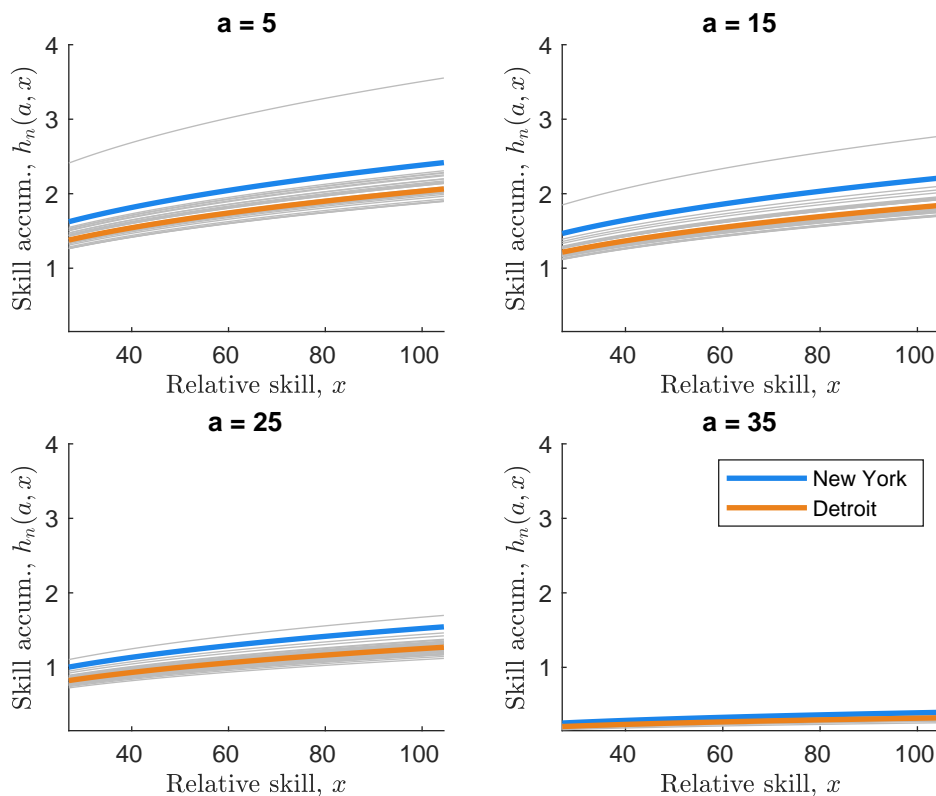 a = 5
4
3
2
1
Skill accum., h_n(a, x)
40 60 80 100
Relative skill, x
a = 15
4
3
2
1
Skill accum., h_n(a, x)
40 60 80 100
Relative skill, x
a = 25
4
3
2
1
Skill accum., h_n(a, x)
40 60 80 100
Relative skill, x
a = 35
4
3
2
1
Skill accum., h_n(a, x)
40 60 80 100
Relative skill, x
New York
Detroit